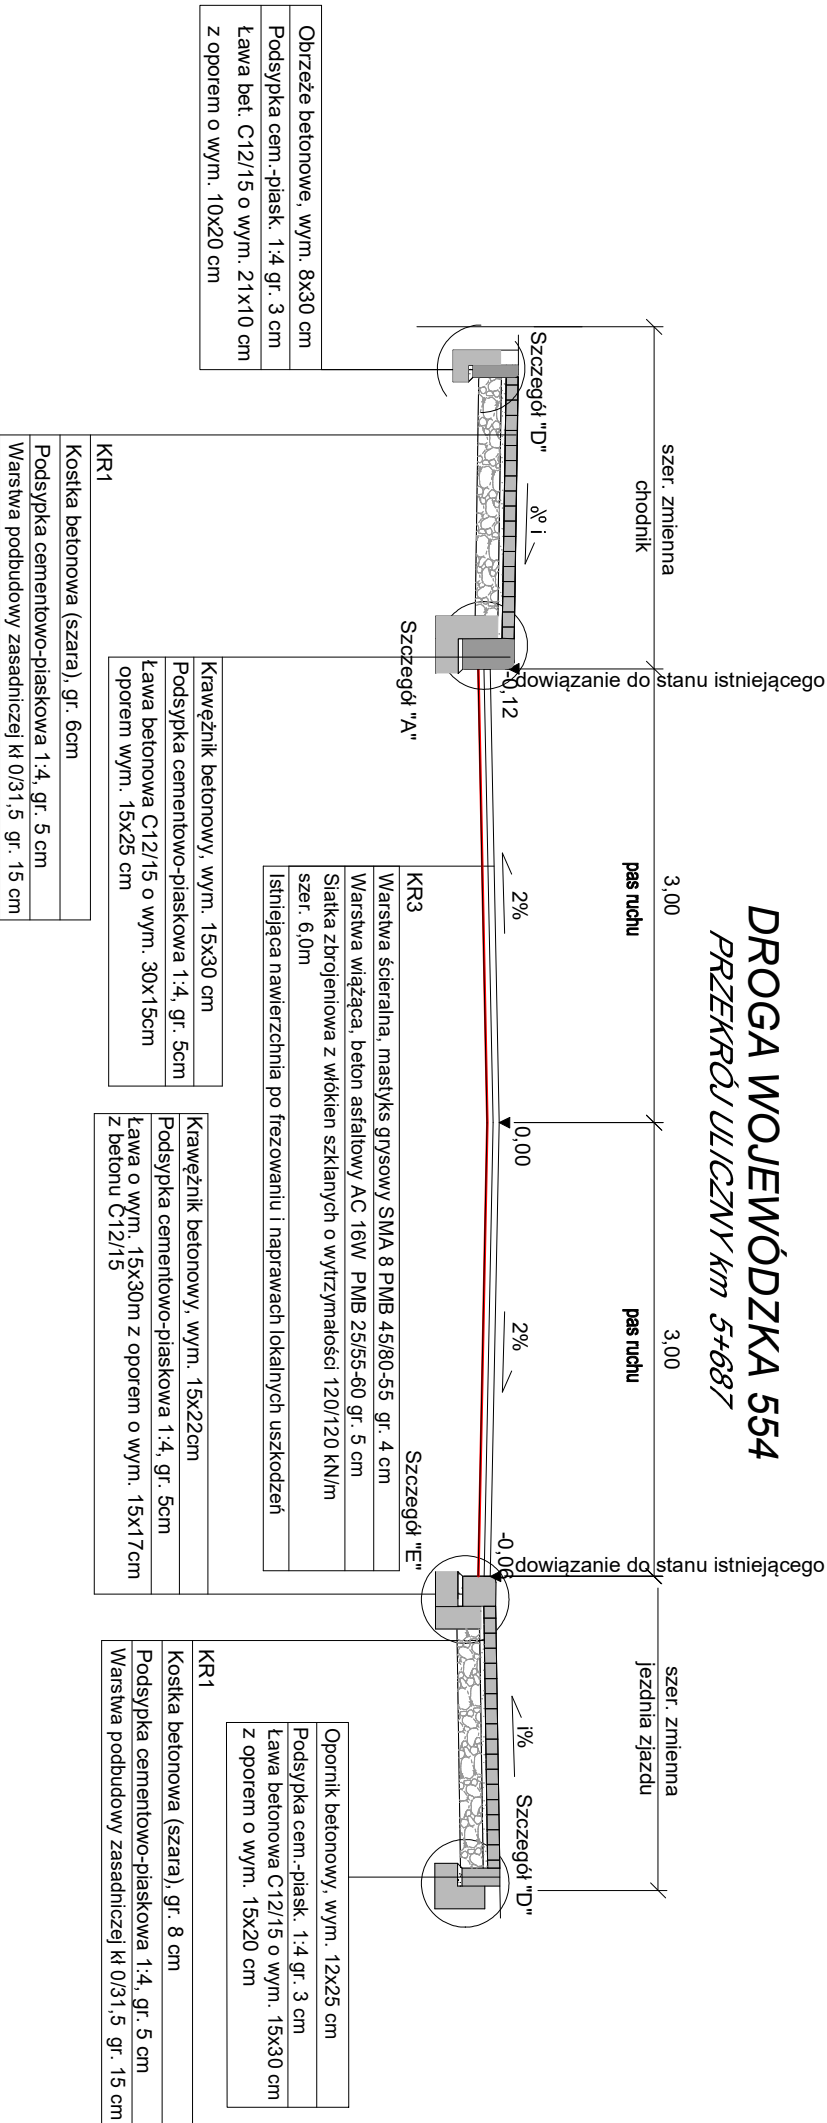 DROGA WOJEWÓDZKA 554
PRZEKRÓJ ULICZNY km 5+687
szer. zmienna
chodnik
3,00
pas ruchu
3,00
pas ruchu
szer. zmienna
jezdnia zjazdu
dowiązanie do stanu istniejącego
dowiązanie do stanu istniejącego
Szczegół "D"
i %
-0,12
2%
0,00
2%
-0,06
i%
Szczegół "D"
Szczegół "A"
Szczegół "E"
Obrzeże betonowe, wym. 8x30 cm
Podsypka cem.-piask. 1:4 gr. 3 cm
Ława bet. C12/15 o wym. 21x10 cm
z oporem o wym. 10x20 cm
KR1
Kostka betonowa (szara), gr. 6cm
Podsypka cementowo-piaskowa 1:4, gr. 5 cm
Warstwa podbudowy zasadniczej kł 0/31,5 gr. 15 cm
Krawężnik betonowy, wym. 15x30 cm
Podsypka cementowo-piaskowa 1:4, gr. 5cm
Ława betonowa C12/15 o wym. 30x15cm
oporem wym. 15x25 cm
KR3
Warstwa ścieralna, mastyks grysowy SMA 8 PMB 45/80-55 gr. 4 cm
Warstwa wiążąca, beton asfaltowy AC 16W PMB 25/55-60 gr. 5 cm
Siatka zbrojeniowa z włókien szklanych o wytrzymałości 120/120 kN/m
szer. 6,0m
Istniejąca nawierzchnia po frezowaniu i naprawach lokalnych uszkodzeń
Krawężnik betonowy, wym. 15x22cm
Podsypka cementowo-piaskowa 1:4, gr. 5cm
Ława o wym. 15x30m z oporem o wym. 15x17cm
z betonu C12/15
KR1
Kostka betonowa (szara), gr. 8 cm
Podsypka cementowo-piaskowa 1:4, gr. 5 cm
Warstwa podbudowy zasadniczej kł 0/31,5 gr. 15 cm
Opornik betonowy, wym. 12x25 cm
Podsypka cem.-piask. 1:4 gr. 3 cm
Ława betonowa C12/15 o wym. 15x30 cm
z oporem o wym. 15x20 cm